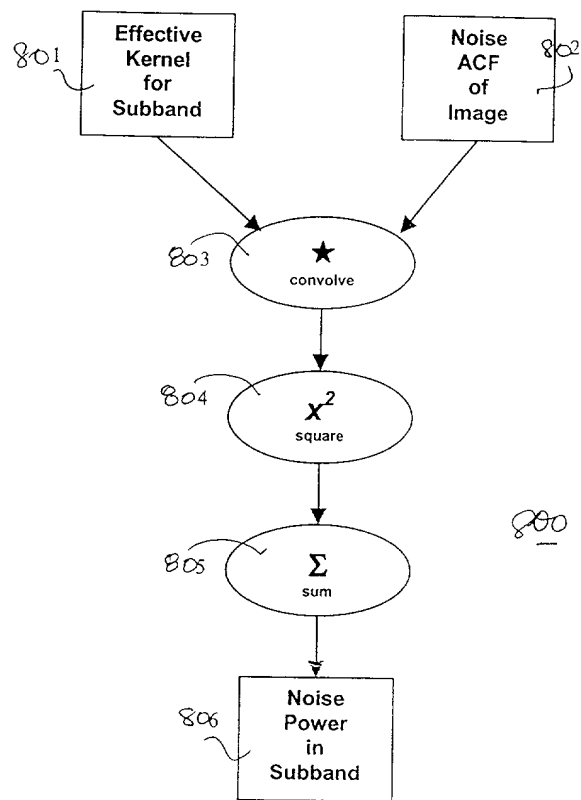 801
Effective
Kernel
for
Subband
Noise
ACF
of
Image
802
803
★
convolve
804
x²
square
800
805
Σ
sum
806
Noise
Power
in
Subband